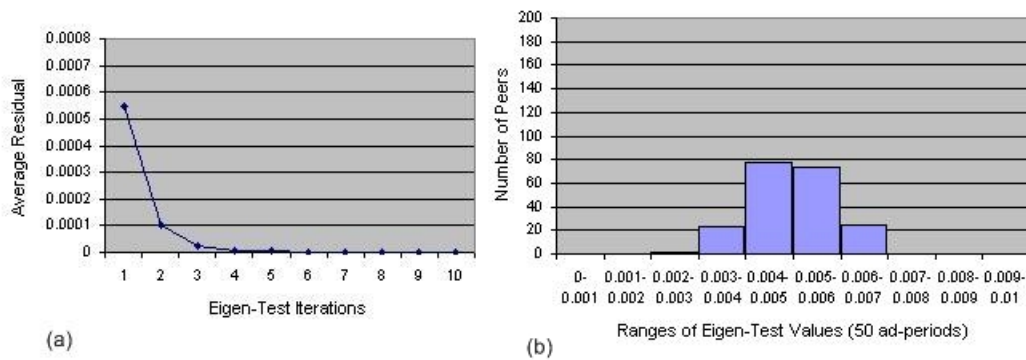 0.0008
0.0007
0.0006
0.0005
0.0004
0.0003
0.0002
0.0001
0
Average Residual
1 2 3 4 5 6 7 8 9 10
Eigen-Test Iterations
(a)
200
180
160
140
120
100
80
60
40
20
0
Number of Peers
0- 0.001- 0.002- 0.003- 0.004- 0.005- 0.006- 0.007- 0.008- 0.009-
0.001 0.002 0.003 0.004 0.005 0.006 0.007 0.008 0.009 0.01
Ranges of Eigen-Test Values (50 ad-periods)
(b)